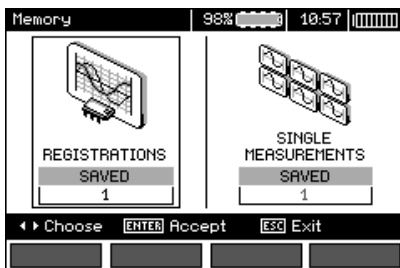 Memory 98% 10:57
REGISTRATIONS
SAVED
1
SINGLE
MEASUREMENTS
SAVED
1
Choose ENTER Accept ESC Exit